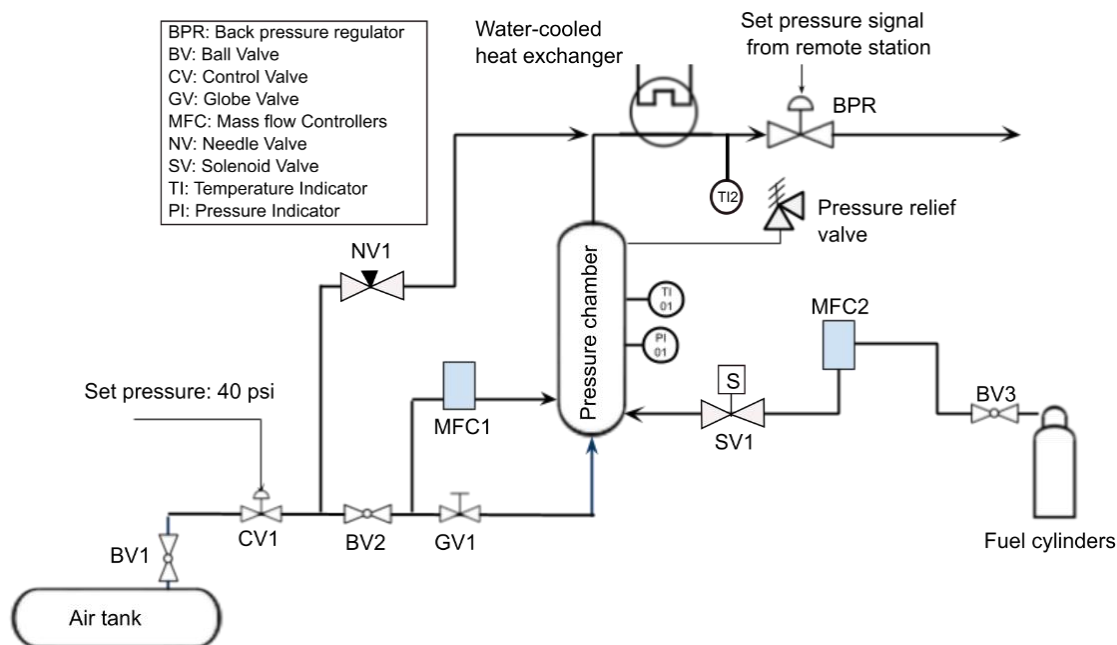 BPR: Back pressure regulator
BV: Ball Valve
CV: Control Valve
GV: Globe Valve
MFC: Mass flow Controllers
NV: Needle Valve
SV: Solenoid Valve
TI: Temperature Indicator
PI: Pressure Indicator
Water-cooled
heat exchanger
Set pressure signal
from remote station
BPR
TI2
Pressure relief
valve
NV1
Pressure chamber
TI
01
PI
01
MFC2
Set pressure: 40 psi
MFC1
S
SV1
BV3
CV1
BV2
GV1
BV1
Fuel cylinders
Air tank